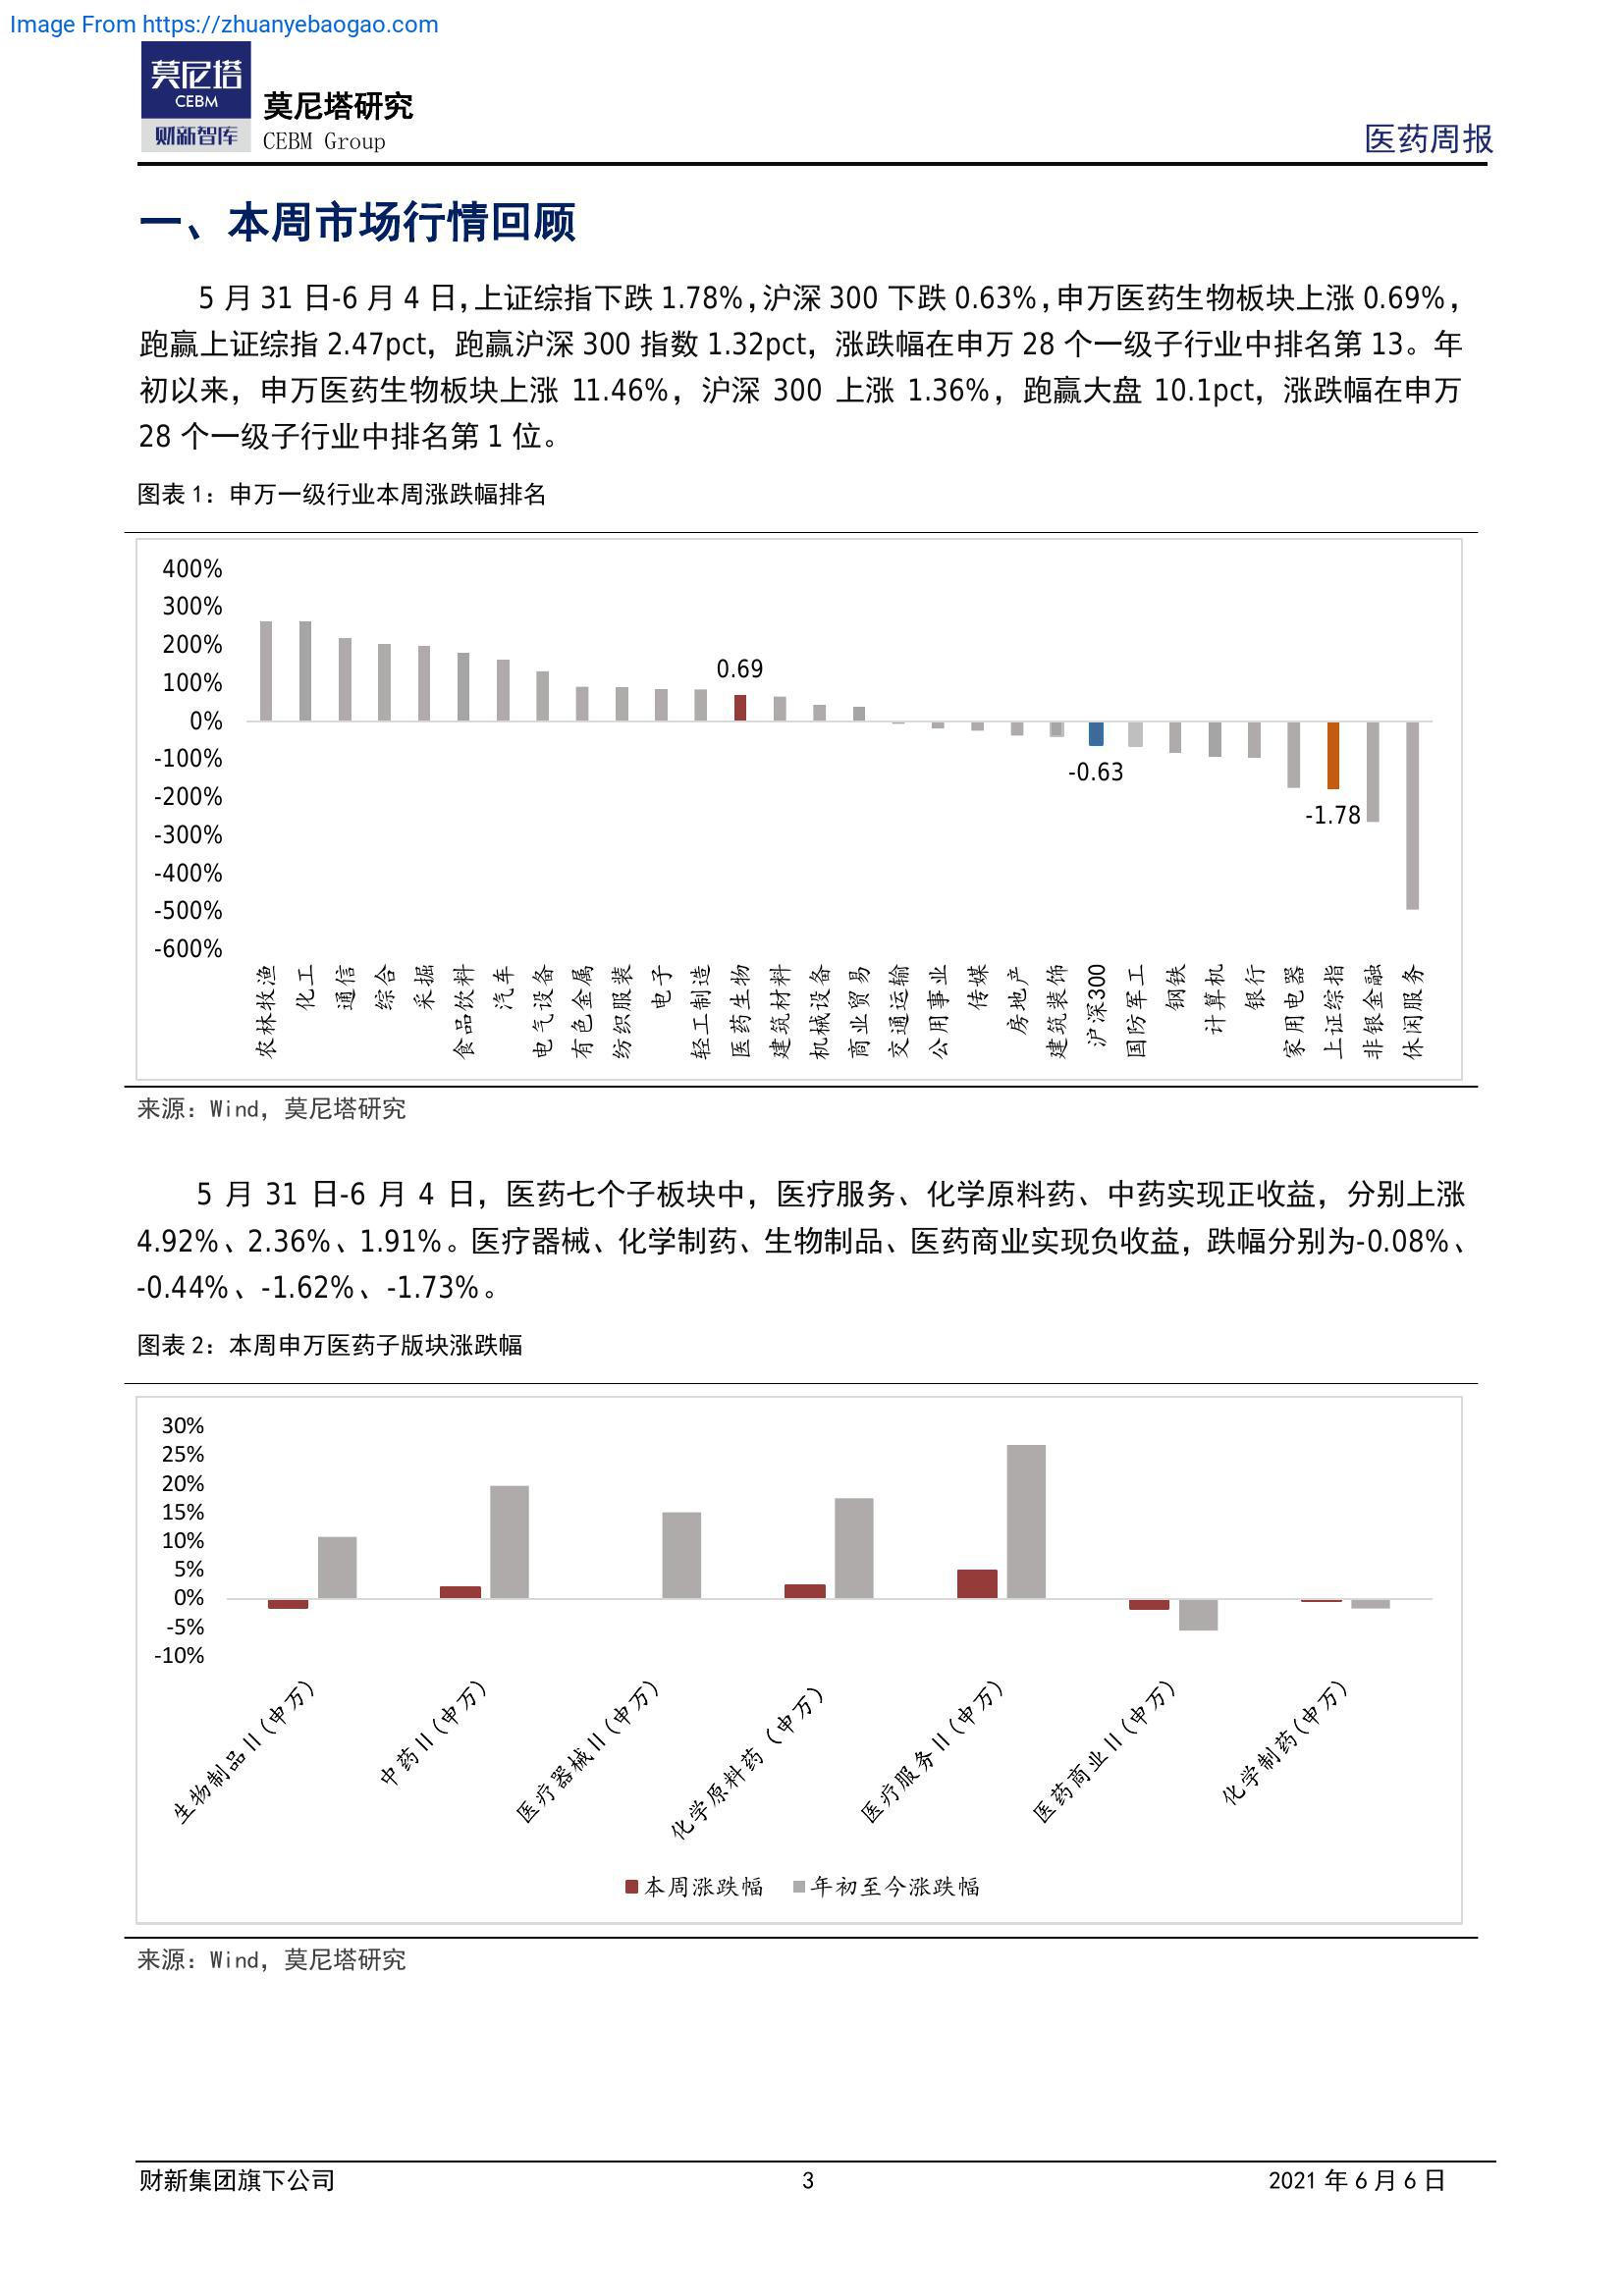 Image From https://zhuanyebaogao.com
莫尼塔
CEBM
财新智库
莫尼塔研究
CEBM Group
医药周报
一、本周市场行情回顾
5 月 31 日-6 月 4 日，上证综指下跌 1.78%，沪深 300 下跌 0.63%，申万医药生物板块上涨 0.69%，
跑赢上证综指 2.47pct，跑赢沪深 300 指数 1.32pct，涨跌幅在申万 28 个一级子行业中排名第 13。年
初以来，申万医药生物板块上涨 11.46%，沪深 300 上涨 1.36%，跑赢大盘 10.1pct，涨跌幅在申万
28 个一级子行业中排名第 1 位。
图表 1：申万一级行业本周涨跌幅排名
400%
300%
200%
100%
0%
-100%
-200%
-300%
-400%
-500%
-600%
0.69
-0.63
-1.78
农林牧渔
化工
通信
综合
采掘
食品饮料
汽车
电气设备
有色金属
纺织服装
电子
轻工制造
医药生物
建筑材料
机械设备
商业贸易
交通运输
公用事业
传媒
房地产
建筑装饰
沪深300
国防军工
钢铁
计算机
银行
家用电器
上证综指
非银金融
休闲服务
来源：Wind，莫尼塔研究
5 月 31 日-6 月 4 日，医药七个子板块中，医疗服务、化学原料药、中药实现正收益，分别上涨
4.92%、2.36%、1.91%。医疗器械、化学制药、生物制品、医药商业实现负收益，跌幅分别为-0.08%、
-0.44%、-1.62%、-1.73%。
图表 2：本周申万医药子版块涨跌幅
30%
25%
20%
15%
10%
5%
0%
-5%
-10%
生物制品Ⅱ(申万)
中药Ⅱ(申万)
医疗器械Ⅱ(申万)
化学原料药（申万）
医疗服务Ⅱ(申万)
医药商业Ⅱ(申万)
化学制药(申万)
本周涨跌幅
年初至今涨跌幅
来源：Wind，莫尼塔研究
财新集团旗下公司
3
2021 年 6 月 6 日